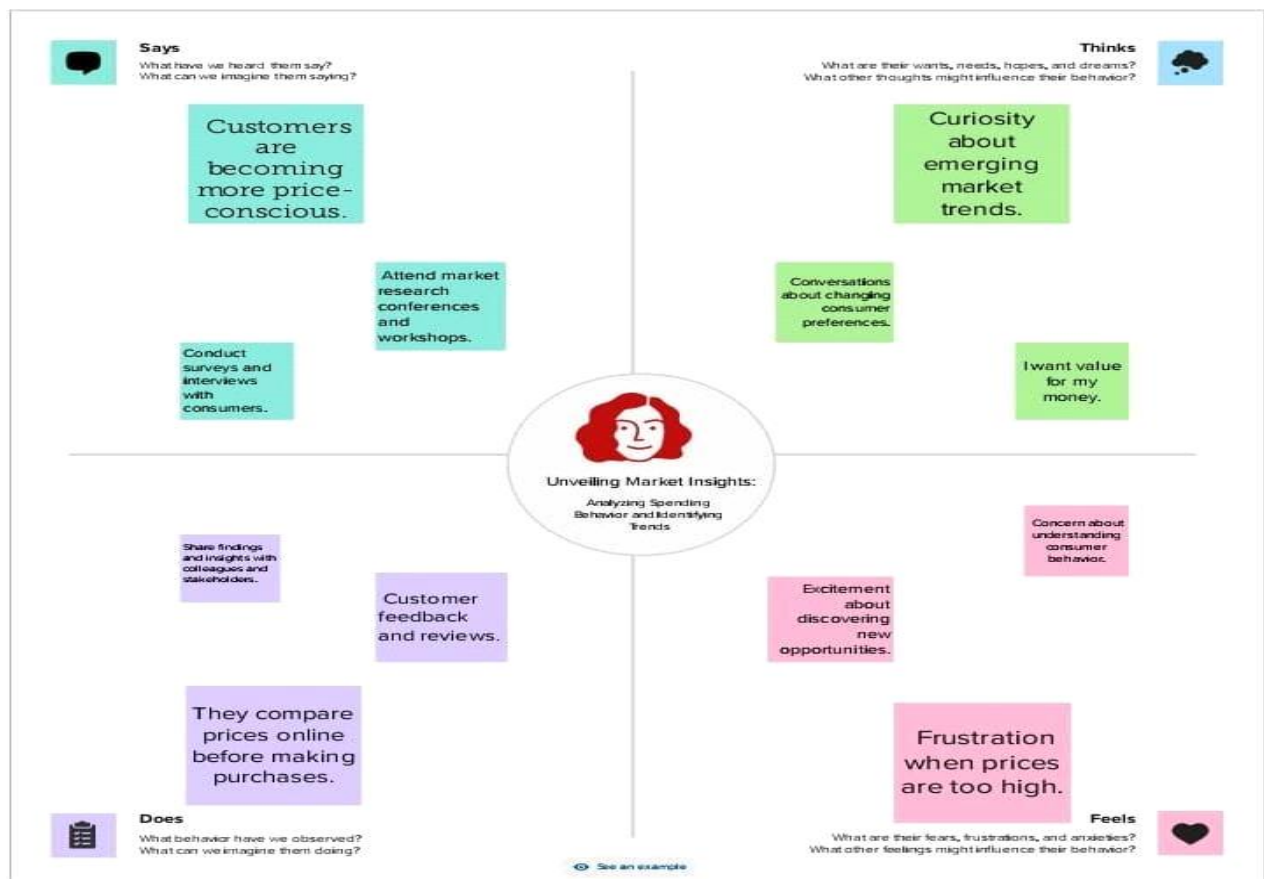 Says
What have we heard them say?
What can we imagine them saying?
Customers
are
becoming
more price-
conscious.
Attend market
research
conferences
and
workshops.
Conduct
surveys and
interviews
with
consumers.
Thinks
What are their wants, needs, hopes, and dreams?
What other thoughts might influence their behavior?
Curiosity
about
emerging
market
trends.
Conversations
about changing
consumer
preferences.
I want value
for my
money.
Unveiling Market Insights:
Analyzing Spending
Behavior and Identifying
Trends
Share findings
and insights with
colleagues and
stakeholders.
Customer
feedback
and reviews.
They compare
prices online
before making
purchases.
Does
What behavior have we observed?
What can we imagine them doing?
Concern about
understanding
consumer
behavior.
Excitement
about
discovering
new
opportunities.
Frustration
when prices
are too high.
Feels
What are their fears, frustrations, and anxieties?
What other feelings might influence their behavior?
See an example